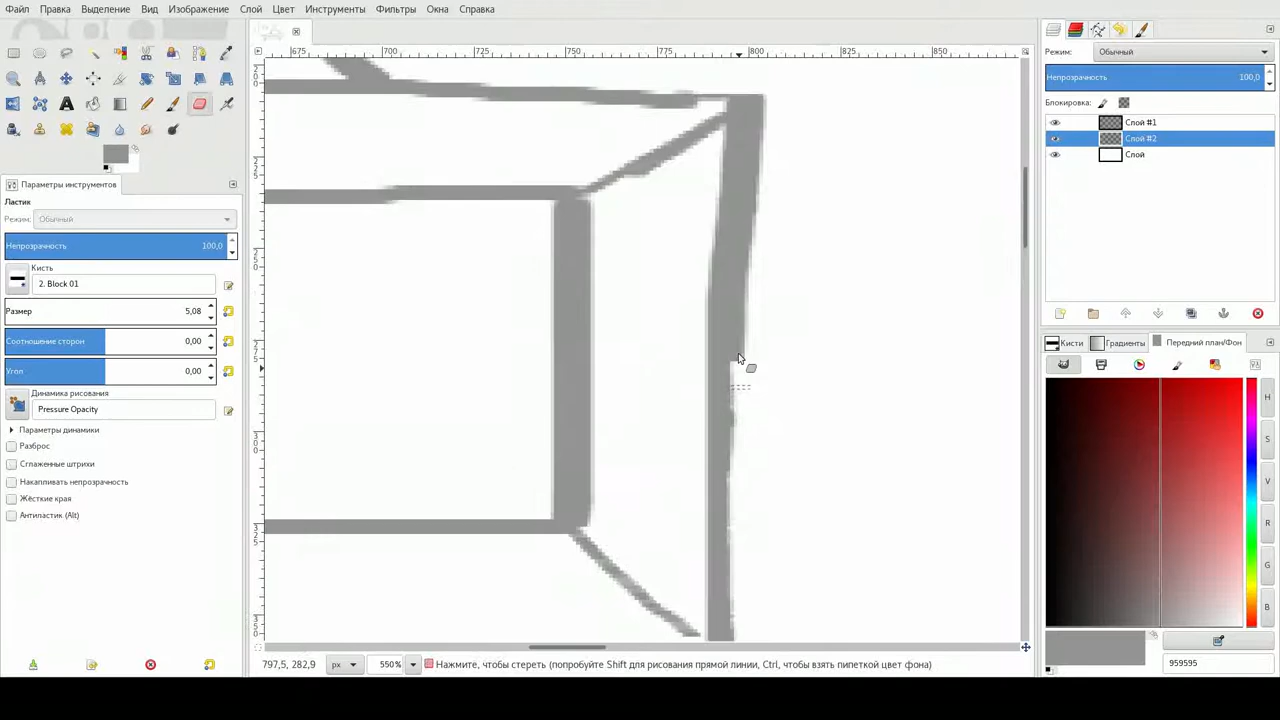 Файл Правка Выделение Вид Изображение Слой Цвет Инструменты Фильтры Окна Справка
675 700 725 750 775 800 825 850
Режим: Обычный
Непрозрачность 100,0
Блокировка:
Слой #1
Слой #2
Слой
Параметры инструментов
Ластик
Режим: Обычный
Непрозрачность 100,0
Кисть
2. Block 01
Размер 5,08
Соотношение сторон 0,00
Угол 0,00
Динамика рисования
Pressure Opacity
Параметры динамики
Разброс
Сглаженные штрихи
Накапливать непрозрачность
Жёсткие края
Антиластик (Alt)
Кисти Градиенты Передний план/Фон
H
S
V
R
G
B
959595
797,5, 282,9 px 550% Нажмите, чтобы стереть (попробуйте Shift для рисования прямой линии, Ctrl, чтобы взять пипеткой цвет фона)